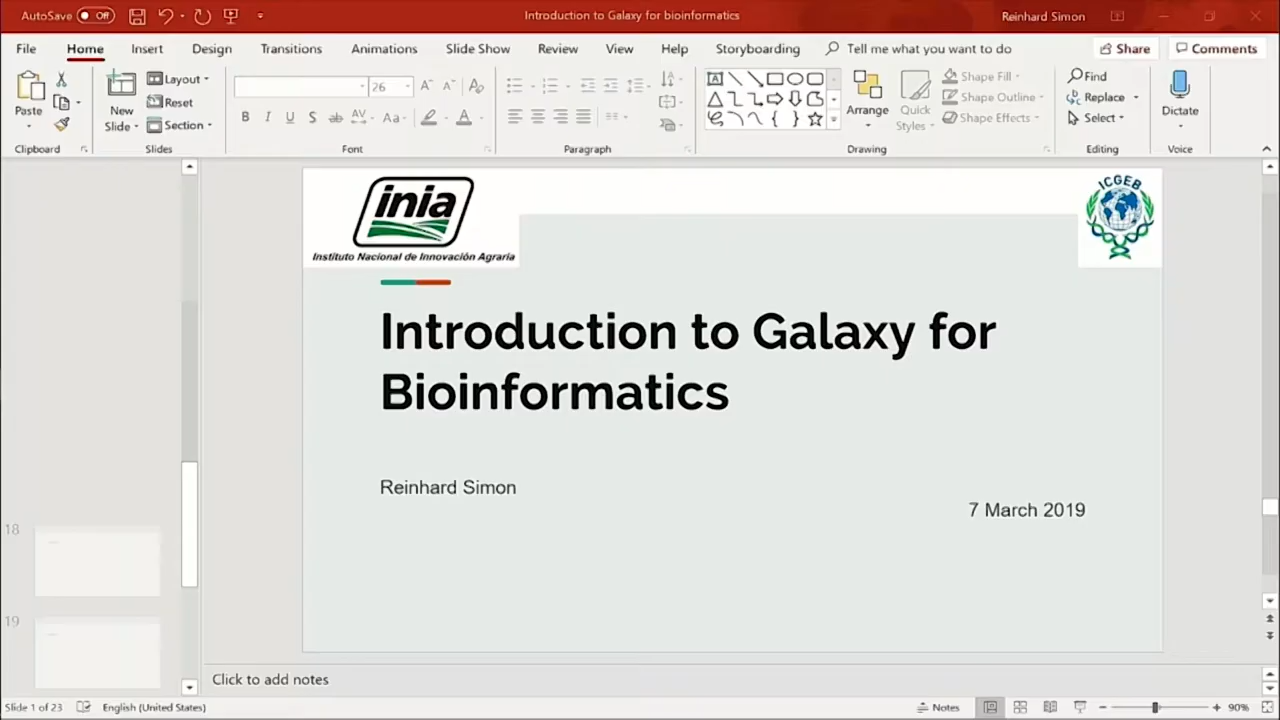 AutoSave Off Introduction to Galaxy for bioinformatics Reinhard Simon
File Home Insert Design Transitions Animations Slide Show Review View Help Storyboarding Tell me what you want to do Share Comments
Paste
Clipboard
New
Slide
Layout
Reset
Section
Slides
26
B I U S ab AV Aa A
Font
Paragraph
Arrange
Quick
Styles
Shape Fill
Shape Outline
Shape Effects
Drawing
Find
Replace
Select
Editing
Dictate
Voice
inia
Instituto Nacional de Innovación Agraria
ICGEB
Introduction to Galaxy for
Bioinformatics
Reinhard Simon
7 March 2019
18
19
Click to add notes
Slide 1 of 23 English (United States) Notes 90%